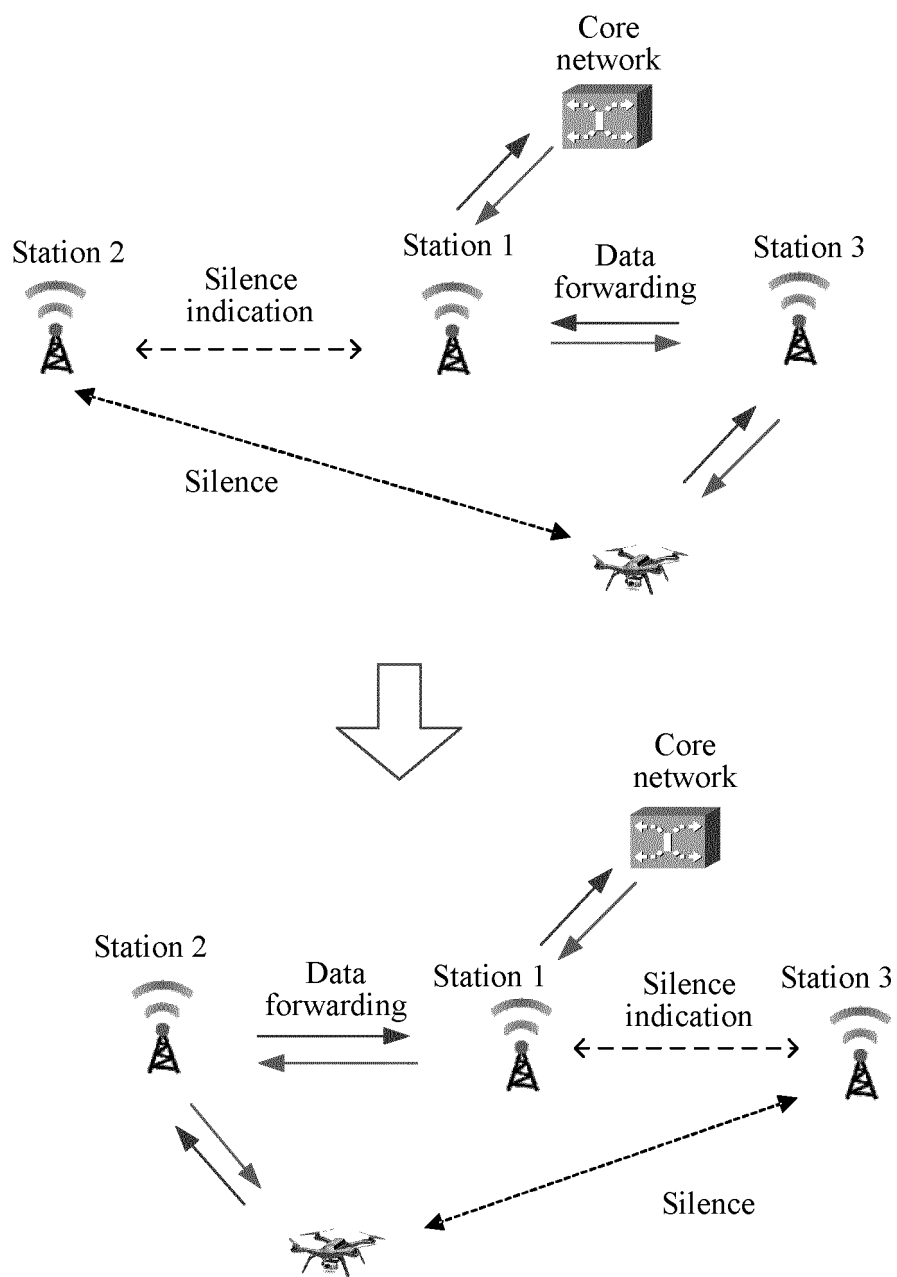 Core
network
Station 2
Station 1
Station 3
Silence
indication
Data
forwarding
Silence
Core
network
Station 2
Data
forwarding
Station 1
Silence
indication
Station 3
Silence